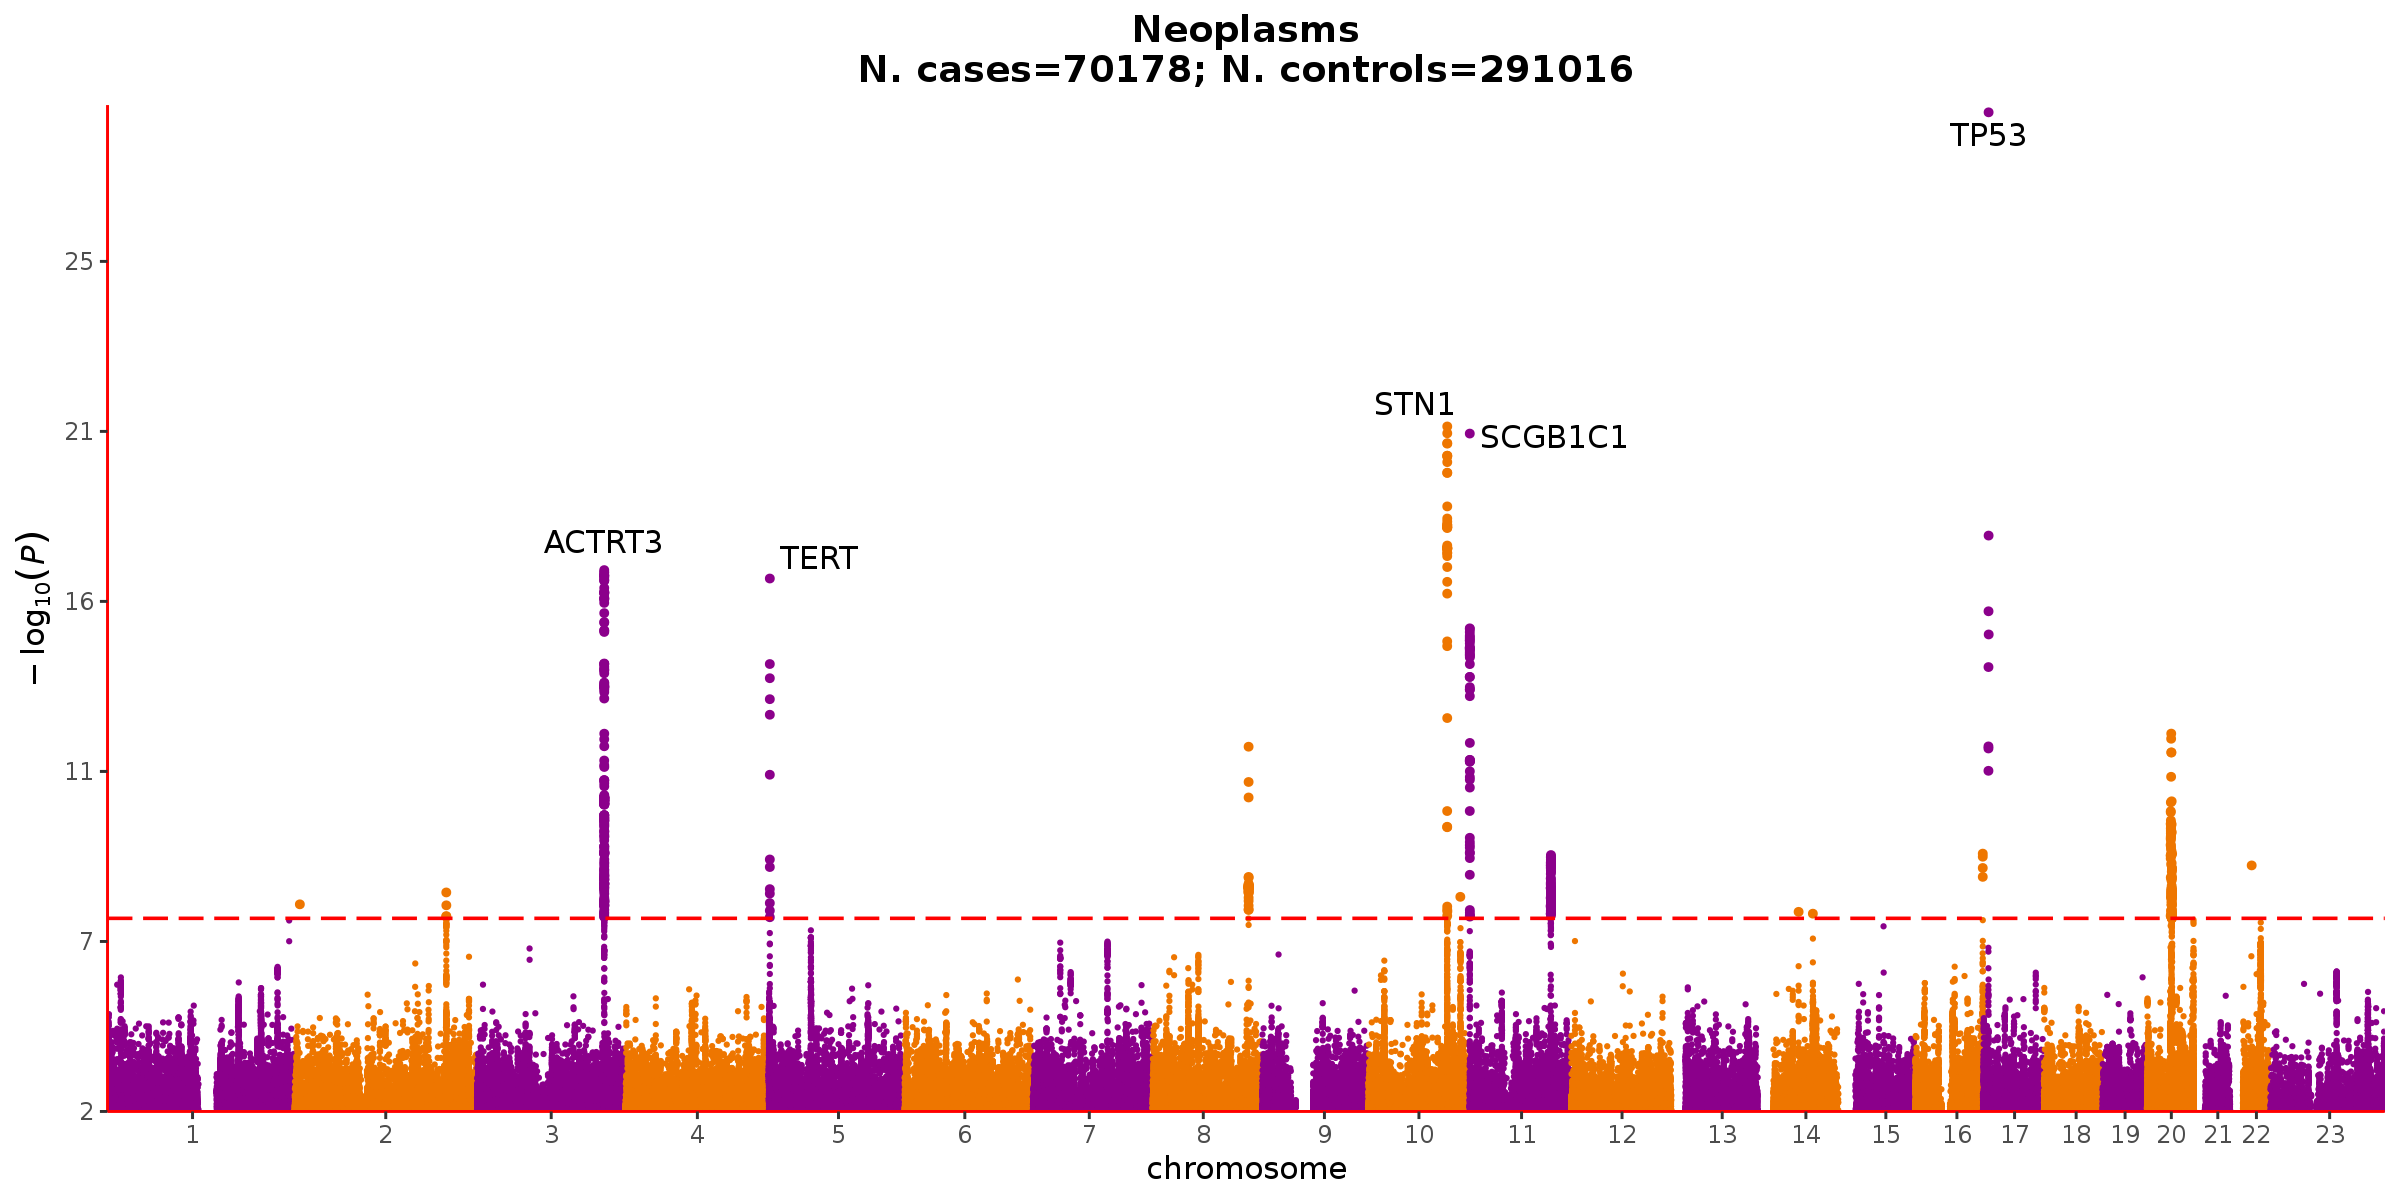 Neoplasms
N. cases=70178; N. controls=291016
TP53
25
STN1
21
SCGB1C1
ACTRT3
TERT
16
−log10(P)
11
7
2
1 2 3 4 5 6 7 8 9 10 11 12 13 14 15 16 17 18 19 20 21 22 23
chromosome